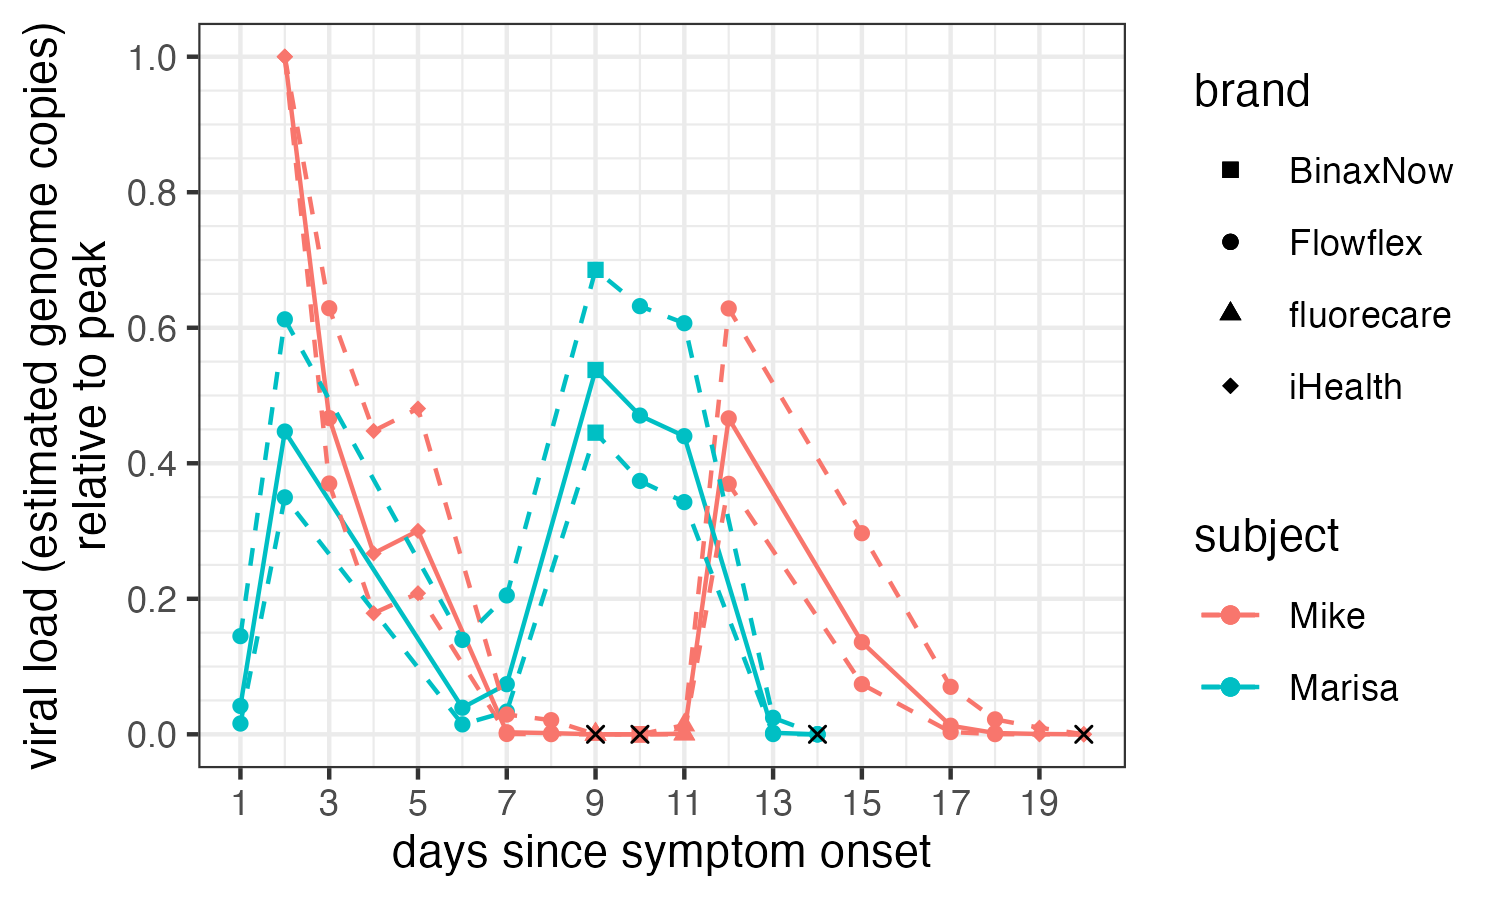 viral load (estimated genome copies)
relative to peak
1.0
0.8
0.6
0.4
0.2
0.0
1 3 5 7 9 11 13 15 17 19
days since symptom onset
brand
BinaxNow
Flowflex
fluorecare
iHealth
subject
Mike
Marisa